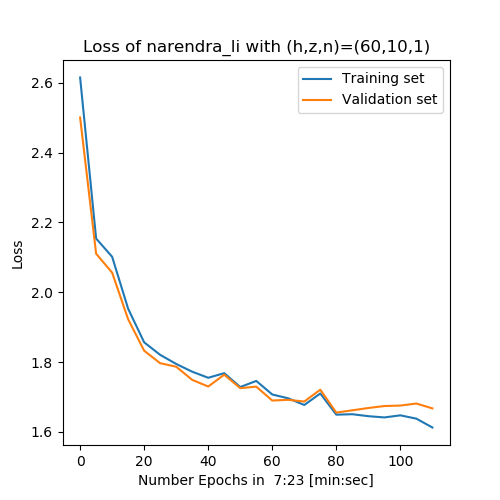 Loss of narendra_li with (h,z,n)=(60,10,1)
Training set
Validation set
Loss
2.6
2.4
2.2
2.0
1.8
1.6
0 20 40 60 80 100
Number Epochs in  7:23 [min:sec]